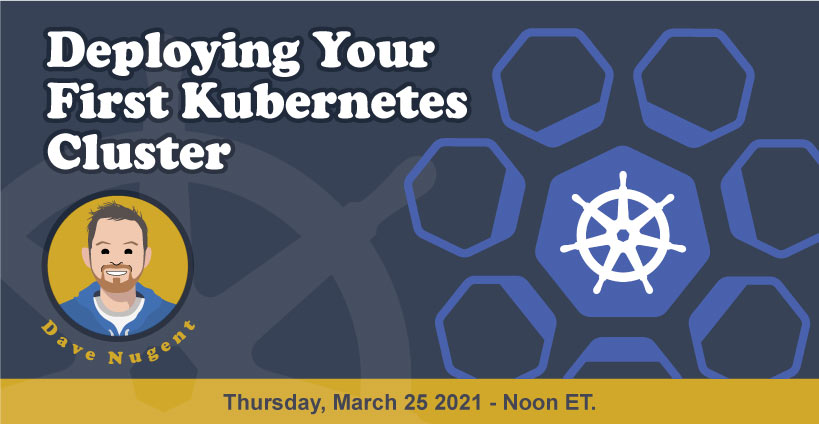 Deploying Your
First Kubernetes
Cluster
Dave Nugent
Thursday, March 25 2021 - Noon ET.